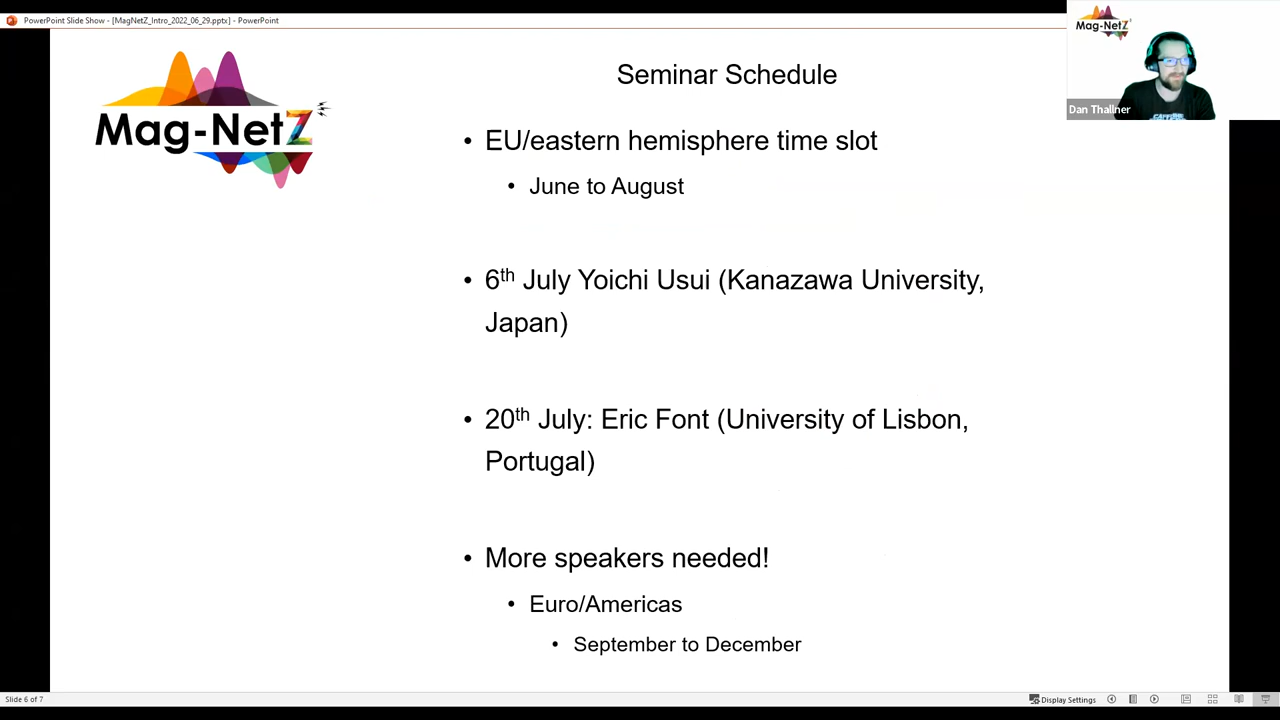 PowerPoint Slide Show - [MagNetZ_Intro_2022_06_29.pptx] - PowerPoint
Mag-NetZ
Dan Thallner
Mag-NetZ
Seminar Schedule
• EU/eastern hemisphere time slot
• June to August
• 6th July Yoichi Usui (Kanazawa University,
Japan)
• 20th July: Eric Font (University of Lisbon,
Portugal)
• More speakers needed!
• Euro/Americas
• September to December
Slide 6 of 7
Display Settings